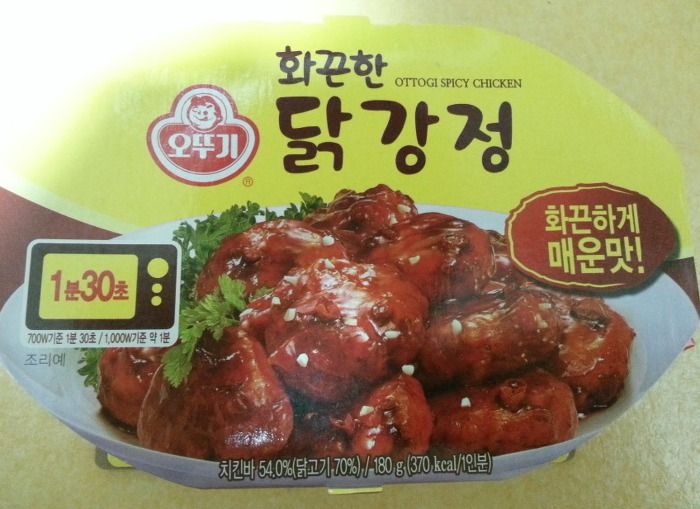 화끈한
OTTOGI SPICY CHICKEN
닭강정
오뚜기
®
화끈하게
매운맛!
1분30초
700W기준 1분 30초 / 1,000W기준 약 1분
조리예
치킨바 54.0%(닭고기 70%) / 180 g (370 kcal/1인분)